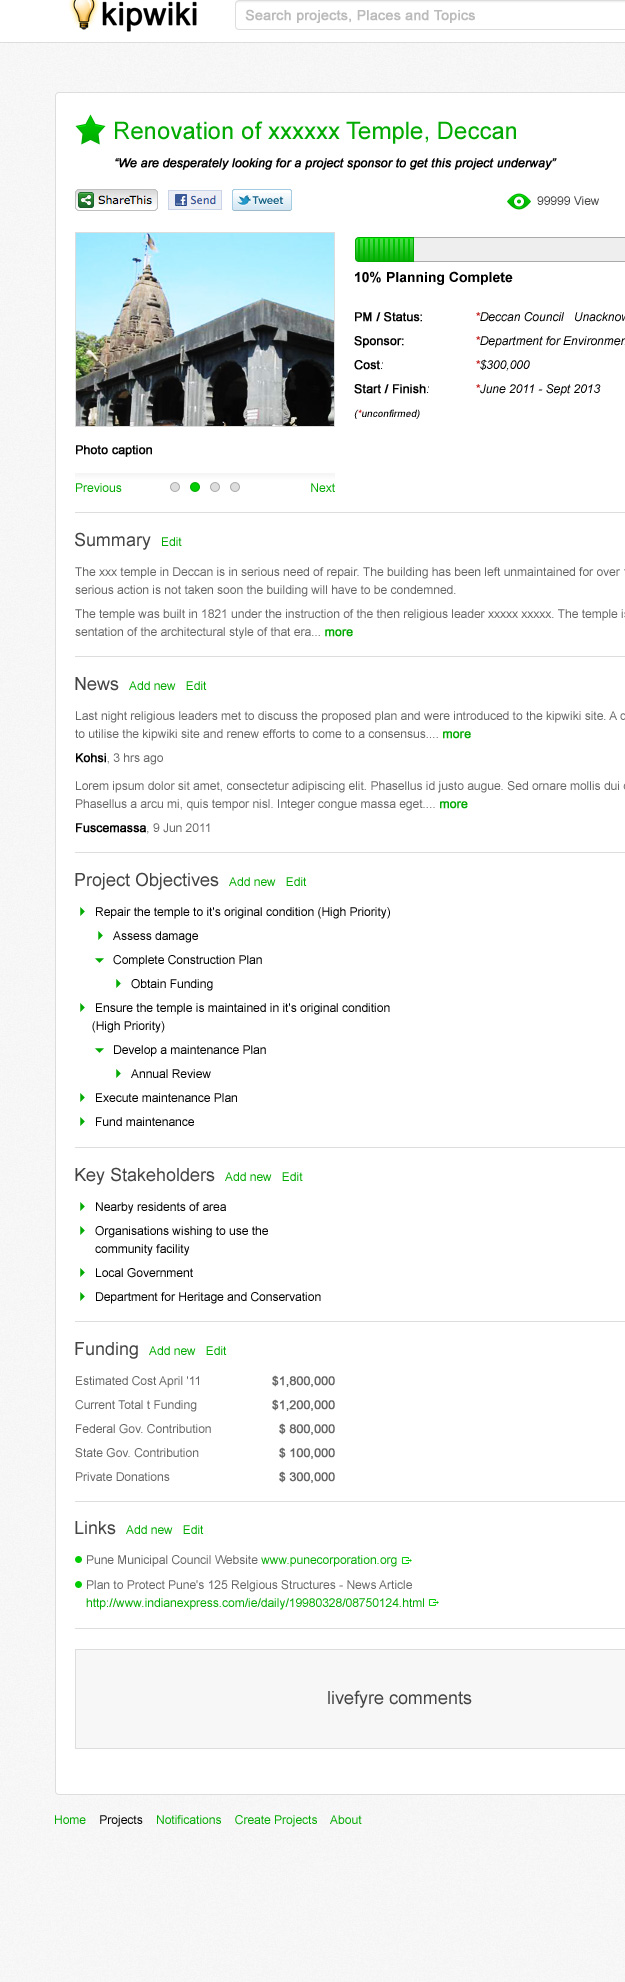 kipwiki
Search projects, Places and Topics
Renovation of xxxxxx Temple, Deccan
“We are desperately looking for a project sponsor to get this project underway”
ShareThis
Send
Tweet
99999 View
10% Planning Complete
PM / Status: *Deccan Council Unacknow
Sponsor: *Department for Environmen
Cost: *$300,000
Start / Finish: *June 2011 - Sept 2013
(*unconfirmed)
Photo caption
Previous
Next
Summary Edit
The xxx temple in Deccan is in serious need of repair. The building has been left unmaintained for over
serious action is not taken soon the building will have to be condemned.
The temple was built in 1821 under the instruction of the then religious leader xxxxx xxxxx. The temple is
sentation of the architectural style of that era... more
News Add new Edit
Last night religious leaders met to discuss the proposed plan and were introduced to the kipwiki site. A c
to utilise the kipwiki site and renew efforts to come to a consensus.... more
Kohsi, 3 hrs ago
Lorem ipsum dolor sit amet, consectetur adipiscing elit. Phasellus id justo augue. Sed ornare mollis dui
Phasellus a arcu mi, quis tempor nisl. Integer congue massa eget.... more
Fuscemassa, 9 Jun 2011
Project Objectives Add new Edit
Repair the temple to it's original condition (High Priority)
Assess damage
Complete Construction Plan
Obtain Funding
Ensure the temple is maintained in it's original condition
(High Priority)
Develop a maintenance Plan
Annual Review
Execute maintenance Plan
Fund maintenance
Key Stakeholders Add new Edit
Nearby residents of area
Organisations wishing to use the
community facility
Local Government
Department for Heritage and Conservation
Funding Add new Edit
Estimated Cost April '11 $1,800,000
Current Total t Funding $1,200,000
Federal Gov. Contribution $ 800,000
State Gov. Contribution $ 100,000
Private Donations $ 300,000
Links Add new Edit
Pune Municipal Council Website www.punecorporation.org
Plan to Protect Pune's 125 Relgious Structures - News Article
http://www.indianexpress.com/ie/daily/19980328/08750124.html
livefyre comments
Home Projects Notifications Create Projects About